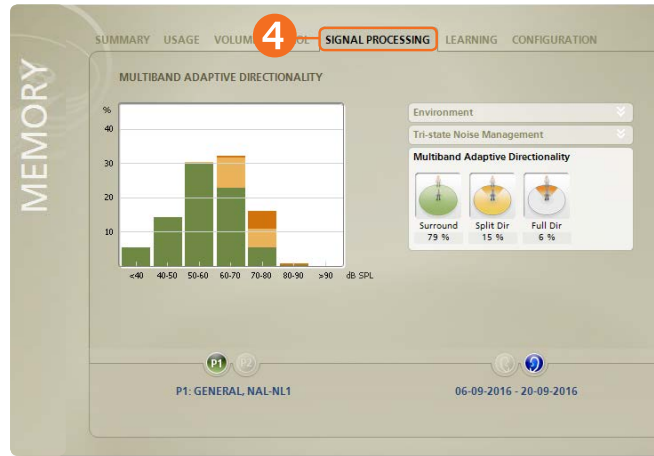 MEMORY
SUMMARY USAGE VOLUM 4 OL SIGNAL PROCESSING LEARNING CONFIGURATION
MULTIBAND ADAPTIVE DIRECTIONALITY
%
40
30
20
10
<40 40-50 50-60 60-70 70-80 80-90 >90 dB SPL
Environment
Tri-state Noise Management
Multiband Adaptive Directionality
Surround Split Dir Full Dir
79 % 15 % 6 %
P1 P2
P1: GENERAL, NAL-NL1
06-09-2016 - 20-09-2016